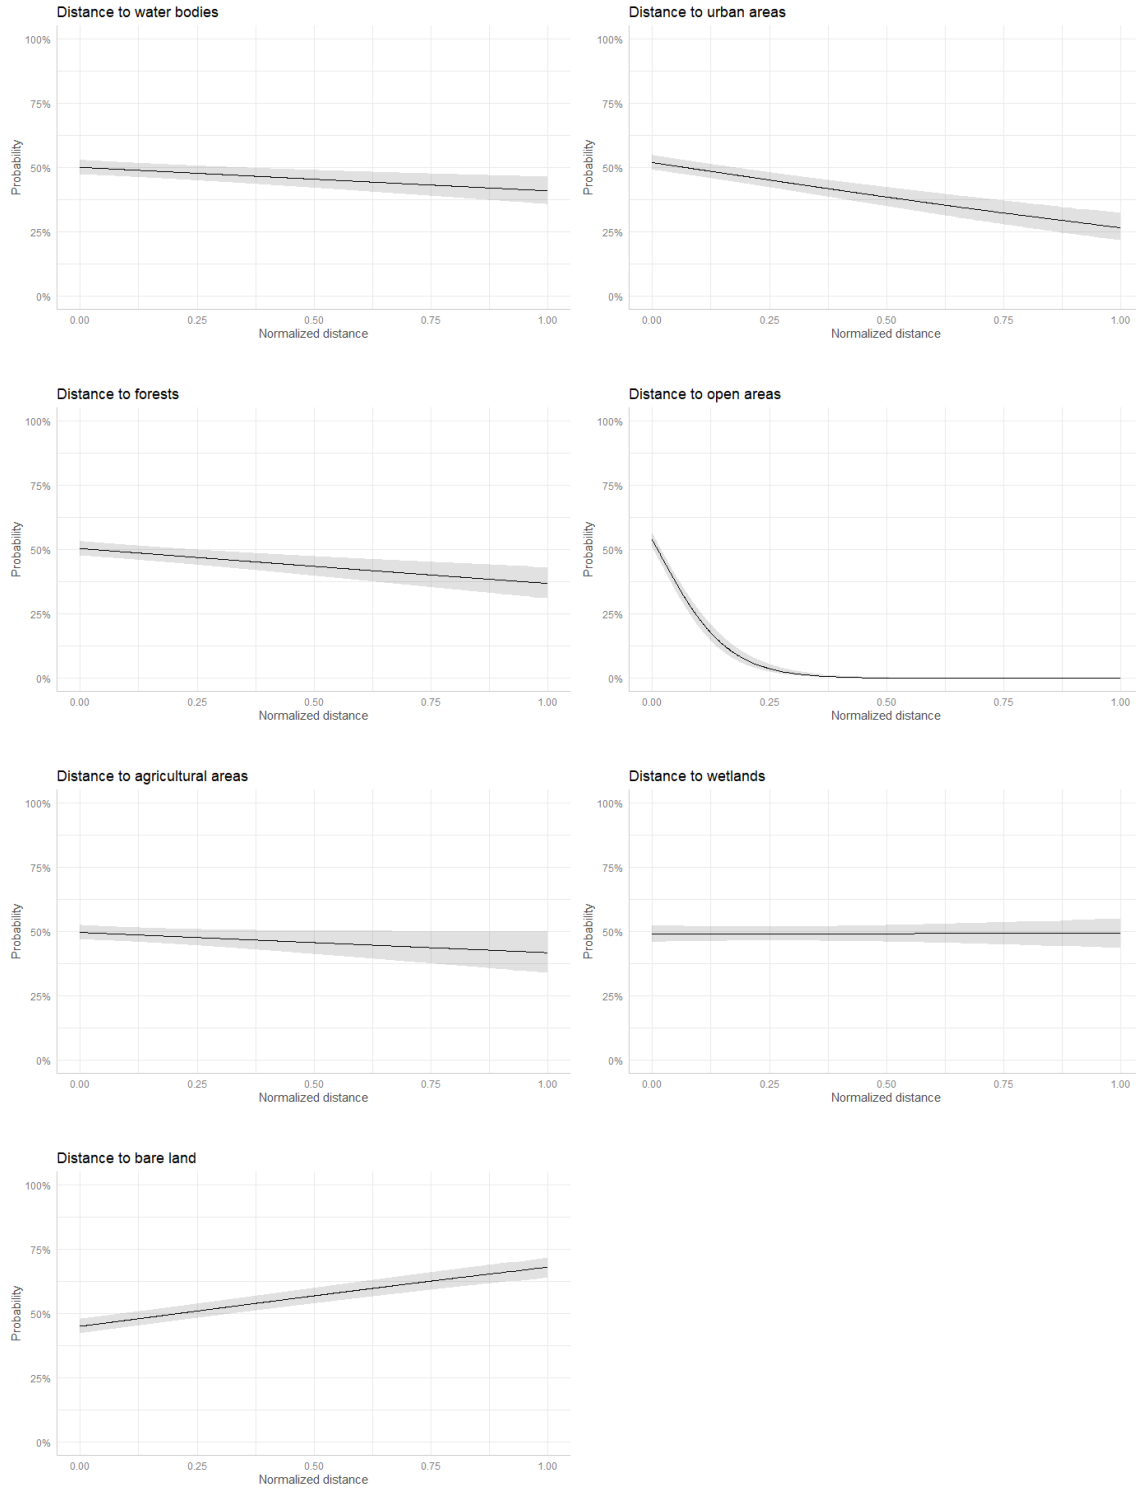 Distance to water bodies
100%
75%
50%
25%
0%
Probability
0.00 0.25 0.50 0.75 1.00
Normalized distance
Distance to urban areas
100%
75%
50%
25%
0%
Probability
0.00 0.25 0.50 0.75 1.00
Normalized distance
Distance to forests
100%
75%
50%
25%
0%
Probability
0.00 0.25 0.50 0.75 1.00
Normalized distance
Distance to open areas
100%
75%
50%
25%
0%
Probability
0.00 0.25 0.50 0.75 1.00
Normalized distance
Distance to agricultural areas
100%
75%
50%
25%
0%
Probability
0.00 0.25 0.50 0.75 1.00
Normalized distance
Distance to wetlands
100%
75%
50%
25%
0%
Probability
0.00 0.25 0.50 0.75 1.00
Normalized distance
Distance to bare land
100%
75%
50%
25%
0%
Probability
0.00 0.25 0.50 0.75 1.00
Normalized distance